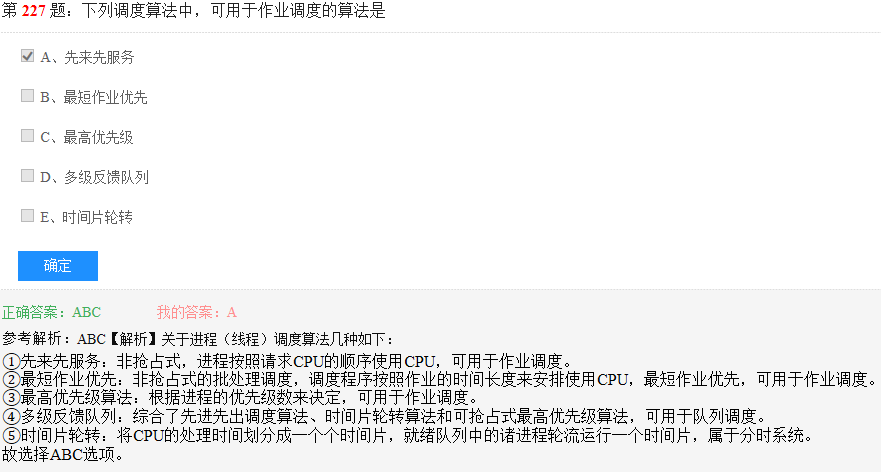 第 227 题：下列调度算法中，可用于作业调度的算法是
A、先来先服务
B、最短作业优先
C、最高优先级
D、多级反馈队列
E、时间片轮转
确定
正确答案：ABC 我的答案：A
参考解析：ABC【解析】关于进程（线程）调度算法几种如下：
①先来先服务：非抢占式，进程按照请求CPU的顺序使用CPU，可用于作业调度。
②最短作业优先：非抢占式的批处理调度，调度程序按照作业的时间长度来安排使用CPU，最短作业优先，可用于作业调度。
③最高优先级算法：根据进程的优先级数来决定，可用于作业调度。
④多级反馈队列：综合了先进先出调度算法、时间片轮转算法和可抢占式最高优先级算法，可用于队列调度。
⑤时间片轮转：将CPU的处理时间划分成一个个时间片，就绪队列中的诸进程轮流运行一个时间片，属于分时系统。
故选择ABC选项。